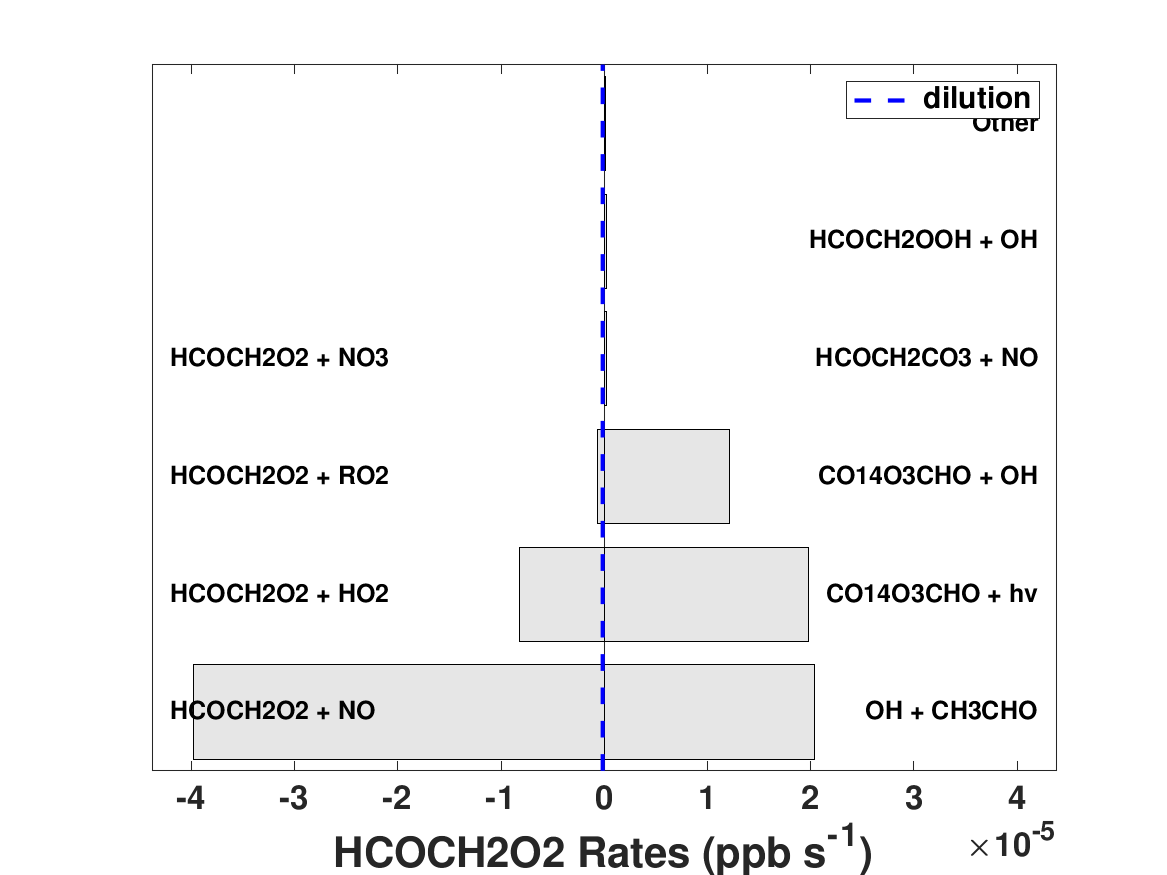 dilution
Other
HCOCH2OOH + OH
HCOCH2O2 + NO3 HCOCH2CO3 + NO
HCOCH2O2 + RO2 CO14O3CHO + OH
HCOCH2O2 + HO2 CO14O3CHO + hv
HCOCH2O2 + NO OH + CH3CHO
-4 -3 -2 -1 0 1 2 3 4
×10^-5
HCOCH2O2 Rates (ppb s^-1)